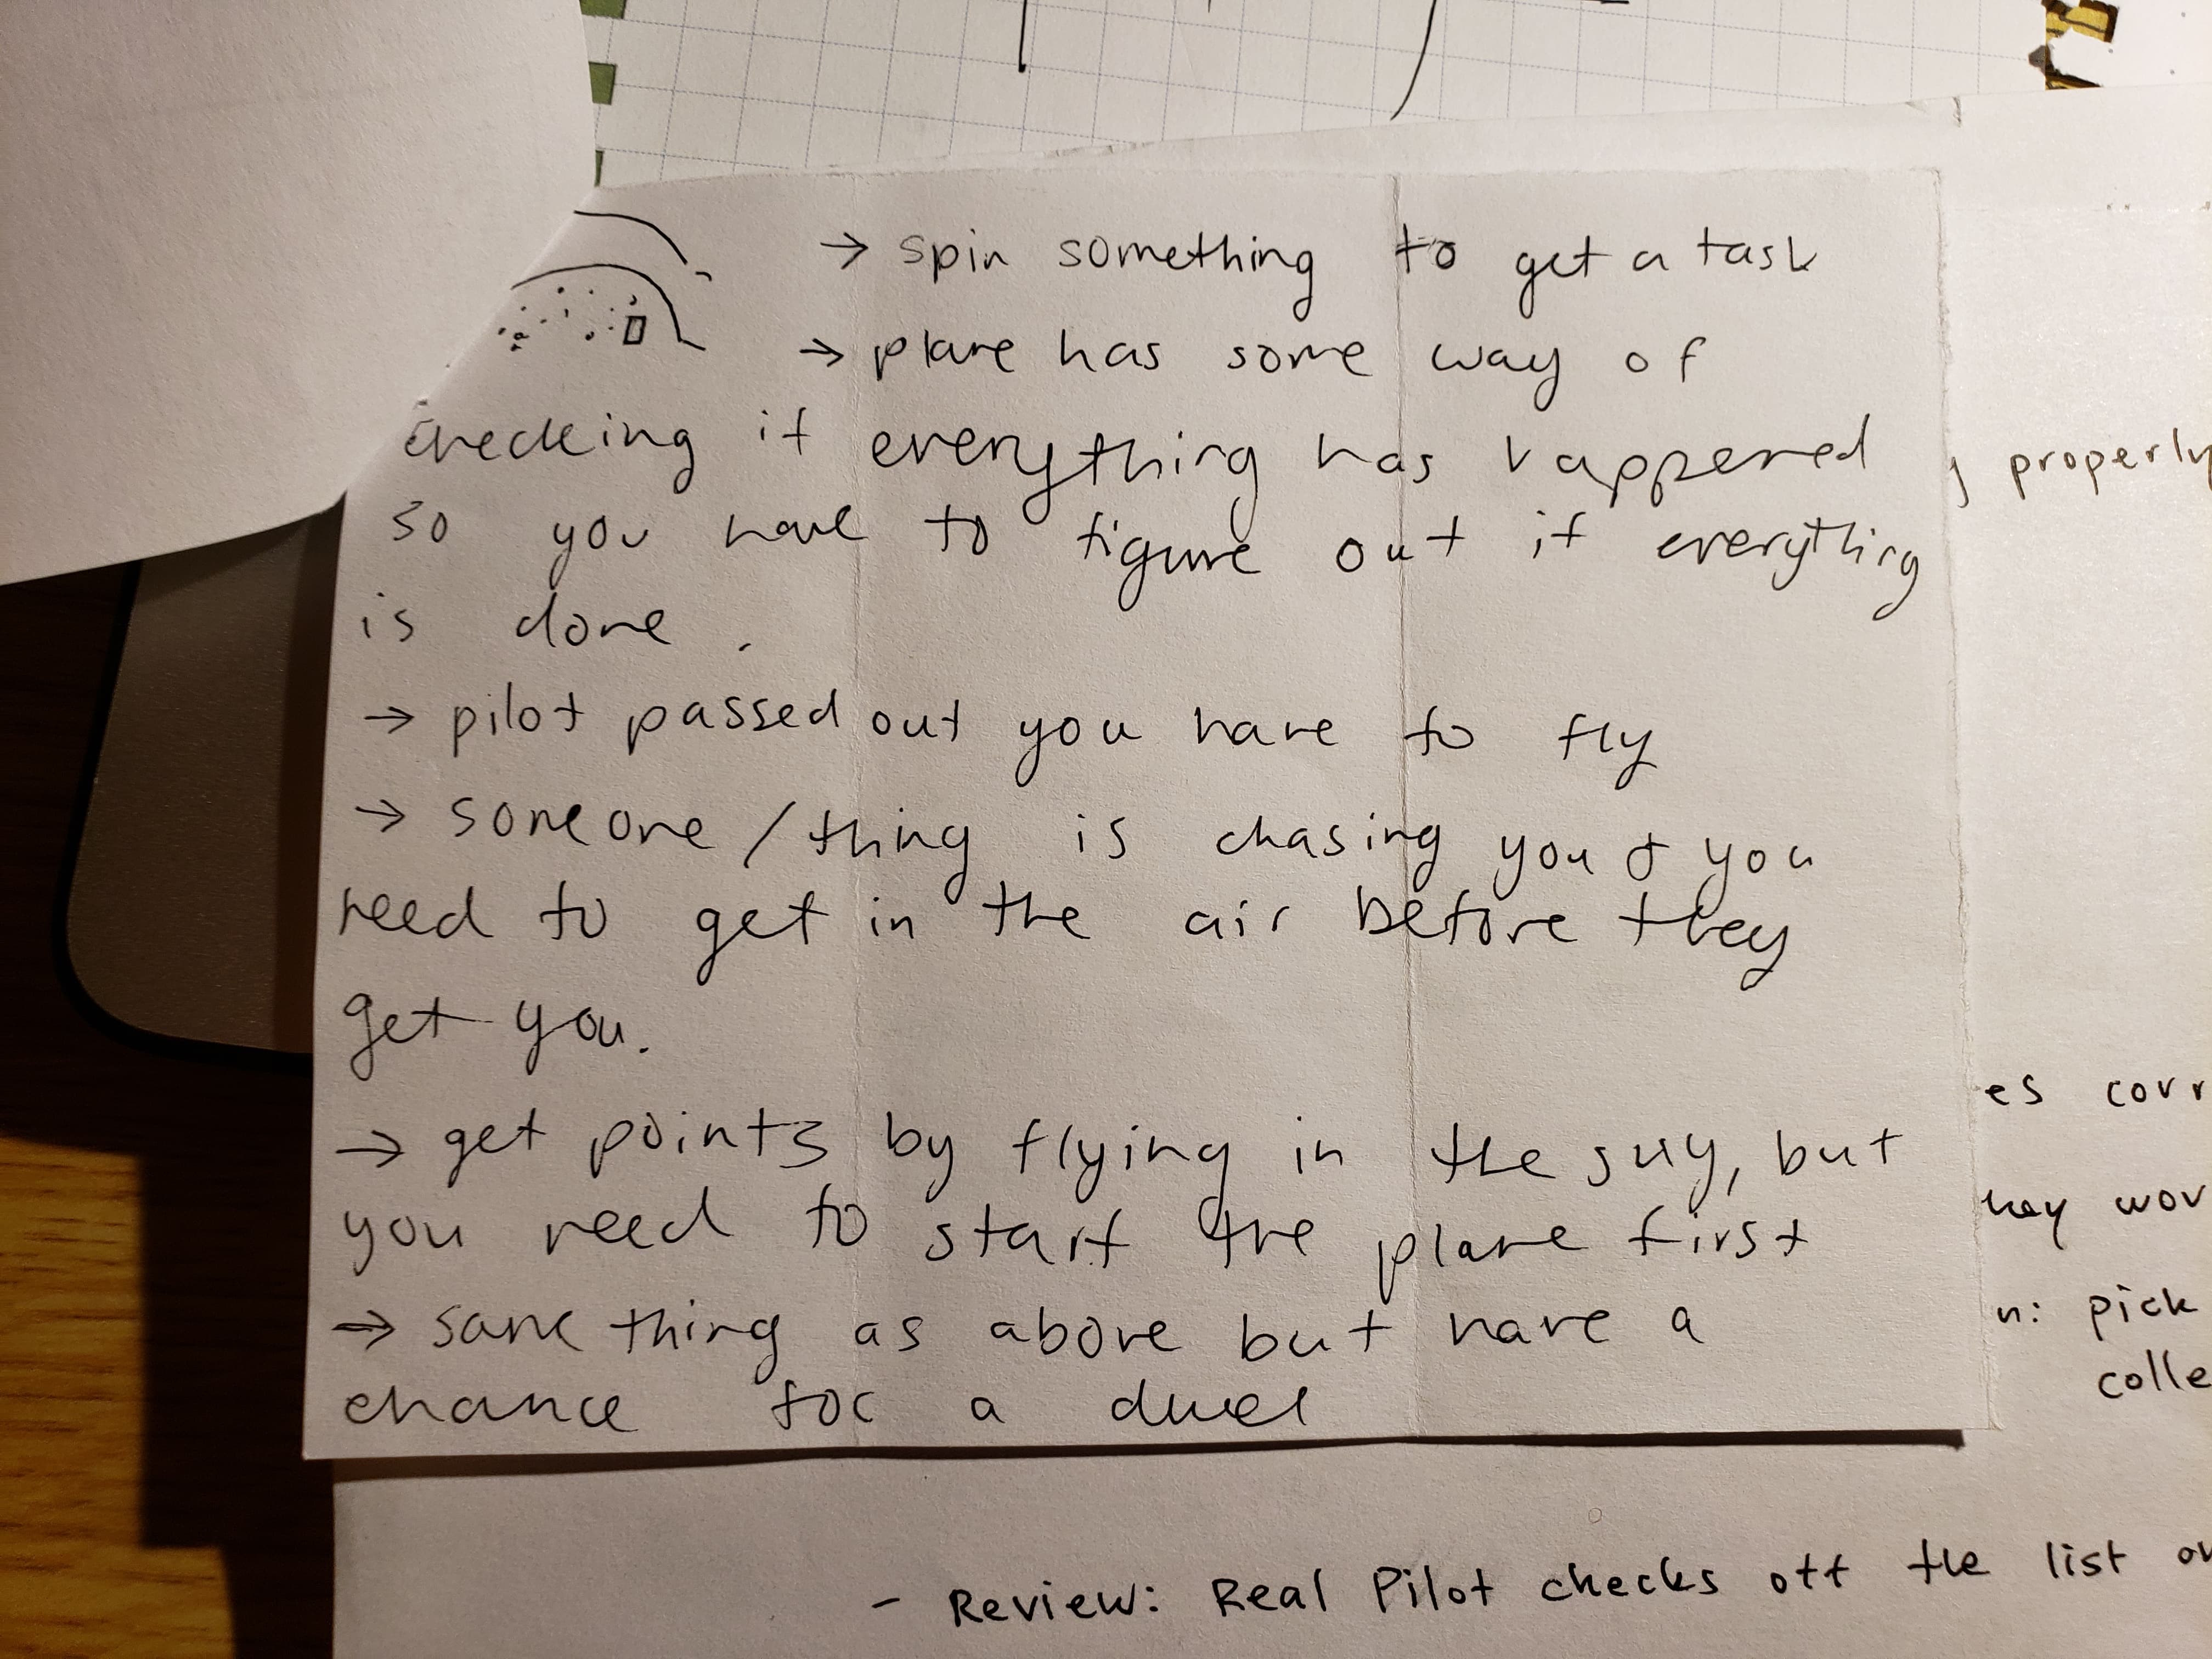 → spin something to get a task
→ plane has some way of
checking if everything has happened
so you have to figure out if everything
is done.
→ pilot passed out you have to fly
→ someone/thing is chasing you & you
need to get in the air before they
get you.
→ get points by flying in the sky, but
you need to start the plane first
→ same thing as above but have a
chance for a duel
properly
es corr
hey wor
n: pick
colle
- Review: Real Pilot checks off the list on